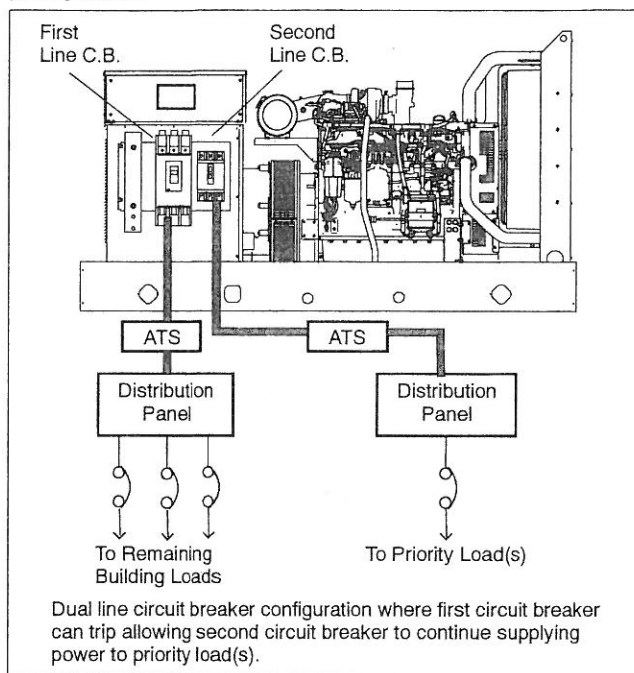 First
Line C.B.
Second
Line C.B.
ATS
ATS
Distribution
Panel
Distribution
Panel
To Remaining
Building Loads
To Priority Load(s)
Dual line circuit breaker configuration where first circuit breaker
can trip allowing second circuit breaker to continue supplying
power to priority load(s).